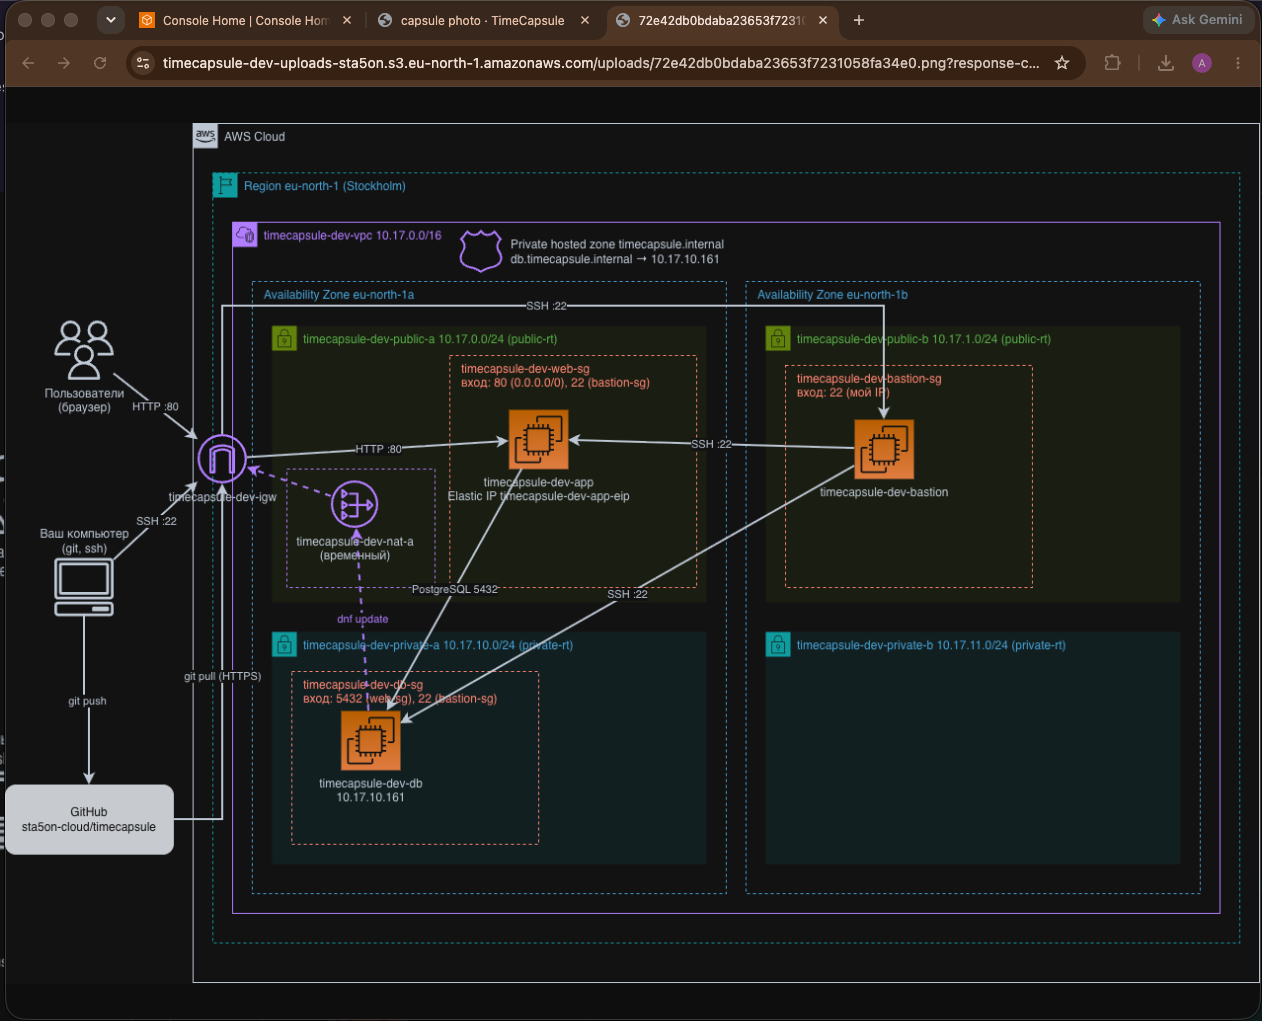 Console Home | Console Hom
capsule photo · TimeCapsule
72e42db0bdaba23653f7231
Ask Gemini
timecapsule-dev-uploads-sta5on.s3.eu-north-1.amazonaws.com/uploads/72e42db0bdaba23653f7231058fa34e0.png?response-c...
A
aws
AWS Cloud
Region eu-north-1 (Stockholm)
timecapsule-dev-vpc 10.17.0.0/16
Private hosted zone timecapsule.internal
db.timecapsule.internal → 10.17.10.161
Availability Zone eu-north-1a
Availability Zone eu-north-1b
SSH :22
timecapsule-dev-public-a 10.17.0.0/24 (public-rt)
timecapsule-dev-public-b 10.17.1.0/24 (public-rt)
timecapsule-dev-web-sg
вход: 80 (0.0.0.0/0), 22 (bastion-sg)
timecapsule-dev-bastion-sg
вход: 22 (мой IP)
Пользователи
(браузер)
HTTP :80
HTTP :80
SSH :22
timecapsule-dev-igw
timecapsule-dev-app
Elastic IP timecapsule-dev-app-eip
timecapsule-dev-bastion
SSH :22
Ваш компьютер
(git, ssh)
timecapsule-dev-nat-a
(временный)
PostgreSQL 5432
SSH :22
dnf update
timecapsule-dev-private-a 10.17.10.0/24 (private-rt)
timecapsule-dev-private-b 10.17.11.0/24 (private-rt)
git pull (HTTPS)
timecapsule-dev-db-sg
вход: 5432 (web-sg), 22 (bastion-sg)
git push
timecapsule-dev-db
10.17.10.161
GitHub
sta5on-cloud/timecapsule